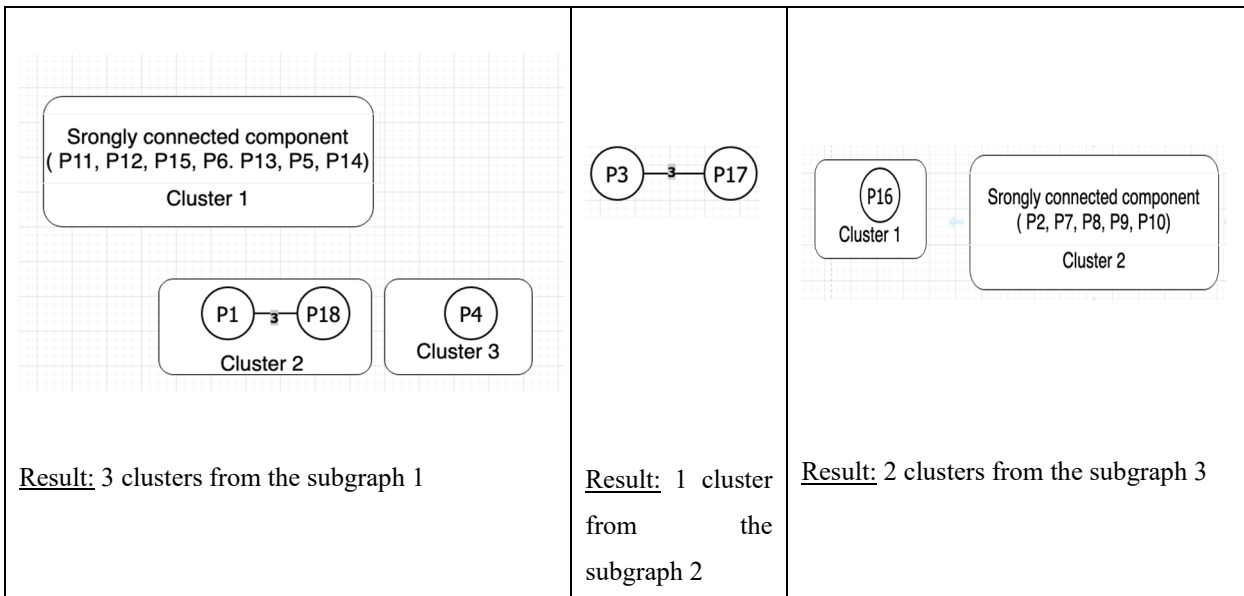 Srongly connected component
( P11, P12, P15, P6. P13, P5, P14)
Cluster 1
P1
3
P18
Cluster 2
P4
Cluster 3
Result: 3 clusters from the subgraph 1
P3
3
P17
Result: 1 cluster
from the
subgraph 2
P16
Cluster 1
Srongly connected component
( P2, P7, P8, P9, P10)
Cluster 2
Result: 2 clusters from the subgraph 3